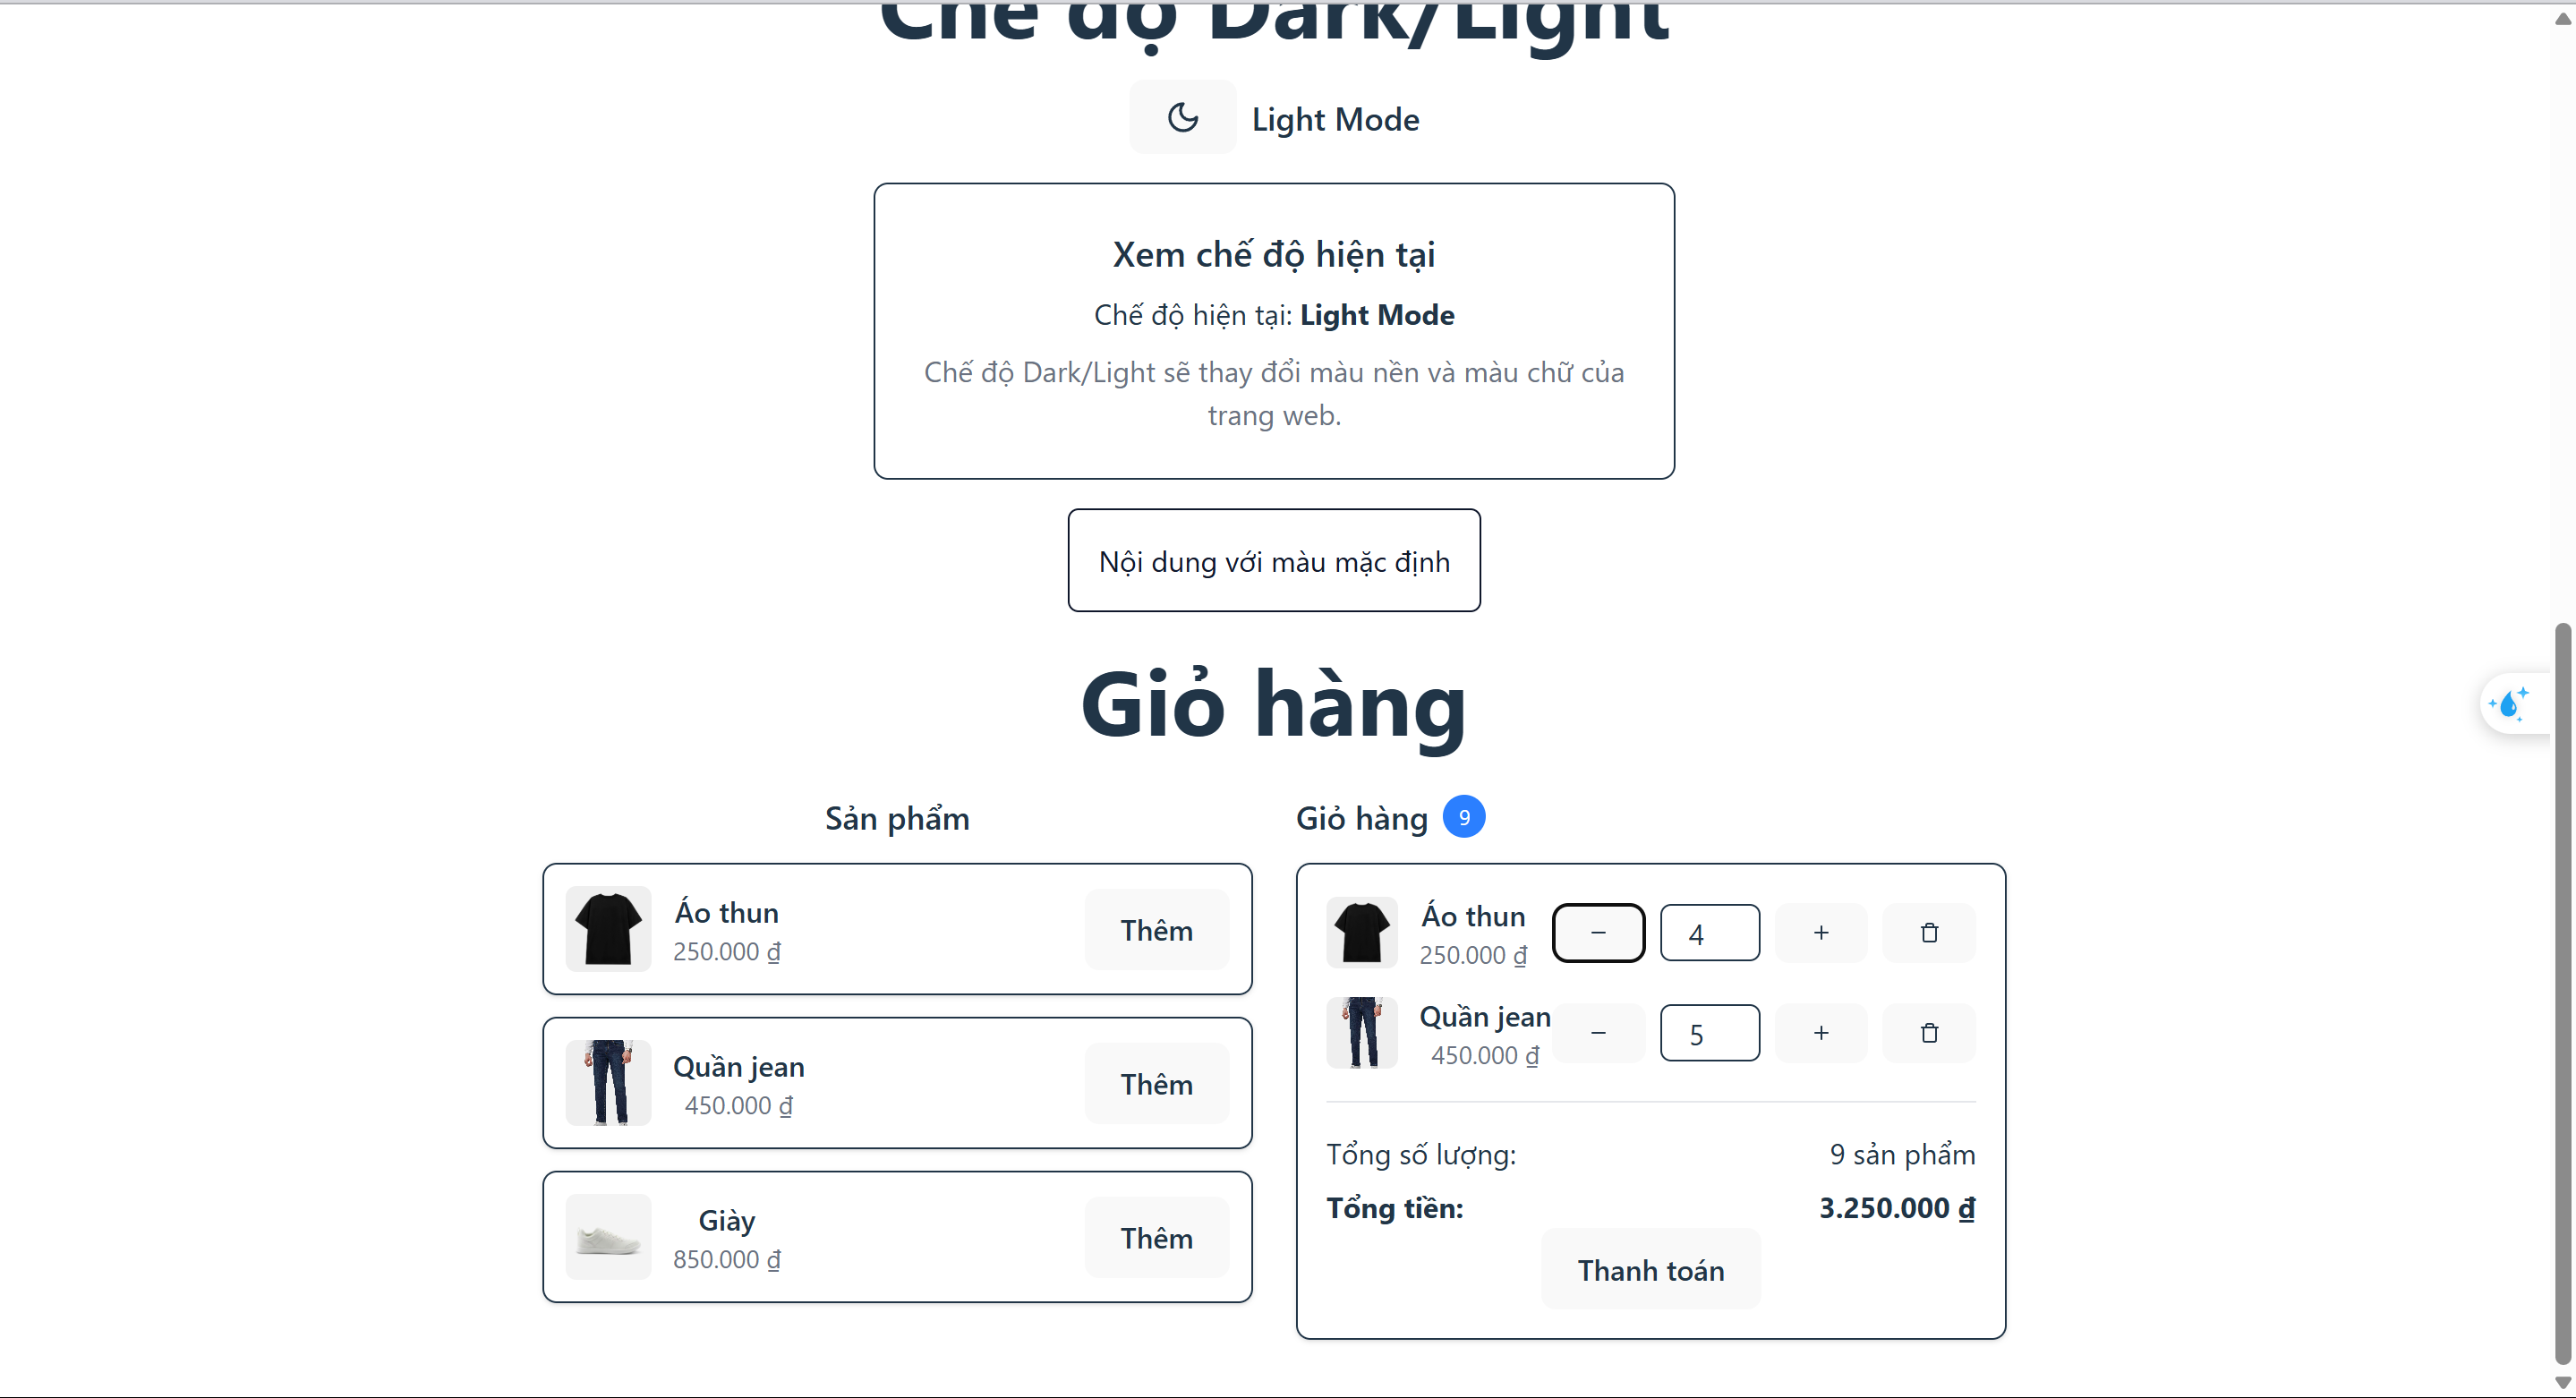 Chế độ Dark/Light
Light Mode
Xem chế độ hiện tại
Chế độ hiện tại: Light Mode
Chế độ Dark/Light sẽ thay đổi màu nền và màu chữ của
trang web.
Nội dung với màu mặc định
Giỏ hàng
Sản phẩm
Áo thun
250.000 ₫
Thêm
Quần jean
450.000 ₫
Thêm
Giày
850.000 ₫
Thêm
Giỏ hàng 9
Áo thun
250.000 ₫
− 4 +
Quần jean
450.000 ₫
− 5 +
Tổng số lượng: 9 sản phẩm
Tổng tiền: 3.250.000 ₫
Thanh toán